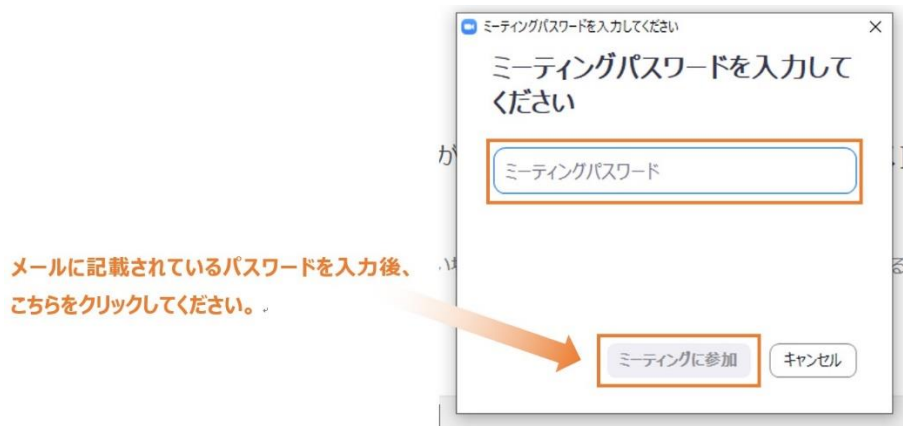 ミーティングパスワードを入力してください
ミーティングパスワードを入力して
ください
が
ミーティングパスワード
メールに記載されているパスワードを入力後、
こちらをクリックしてください。
る
ミーティングに参加
キャンセル